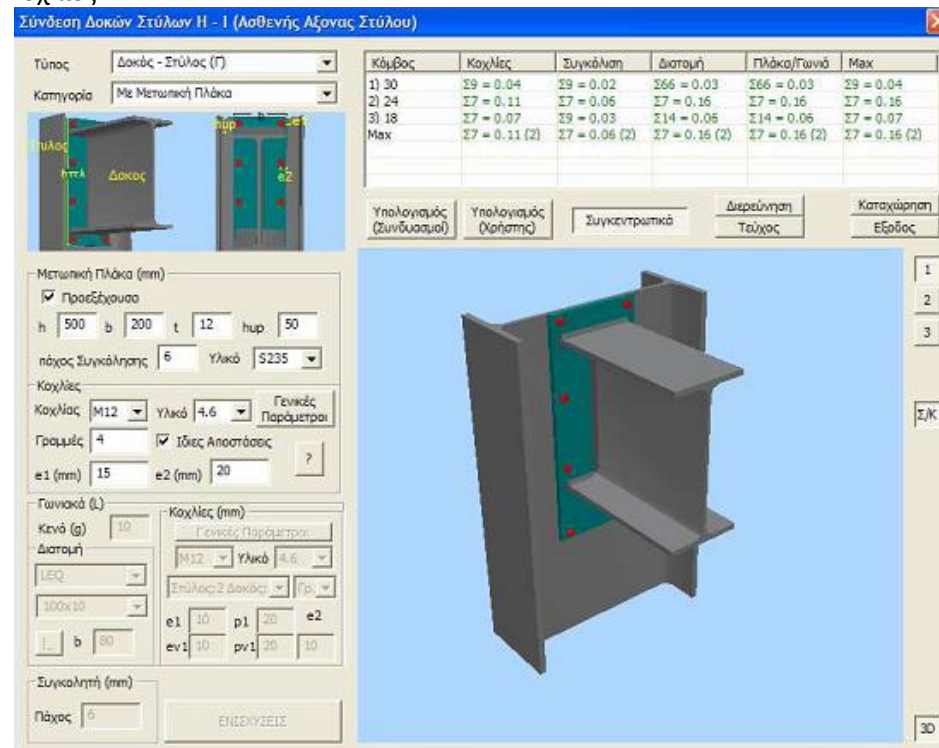 Σύνδεση Δοκών Στύλων Η - Ι (Ασθενής Αξονας Στύλου)
Τύπος Δοκός - Στύλος (Γ)
Κατηγορία Με Μετωπική Πλάκα
hup b
Στύλος hπλ Δοκος e2
Κόμβος Κοχλίες Συγκόλιση Διατομή Πλάκα/Γωνιά Max
1) 30 Σ9 = 0.04 Σ9 = 0.02 Σ66 = 0.03 Σ66 = 0.03 Σ9 = 0.04
2) 24 Σ7 = 0.11 Σ7 = 0.06 Σ7 = 0.16 Σ7 = 0.16 Σ7 = 0.16
3) 18 Σ7 = 0.07 Σ9 = 0.03 Σ14 = 0.06 Σ14 = 0.06 Σ7 = 0.07
Max Σ7 = 0.11 (2) Σ7 = 0.06 (2) Σ7 = 0.16 (2) Σ7 = 0.16 (2) Σ7 = 0.16 (2)
Υπολογισμός (Συνδυασμοί)
Υπολογισμός (Χρήστης)
Συγκεντρωτικά
Διερεύνηση
Τεύχος
Καταχώρηση
Εξοδος
Μετωπική Πλάκα (mm)
Προεξέχουσα
h 500 b 200 t 12 hup 50
πάχος Συγκόλησης 6 Υλικό S235
Κοχλίες
Κοχλίας M12 Υλικό 4.6 Γενικές Παράμετροι
Γραμμές 4 Ιδιες Αποστάσεις ?
e1 (mm) 15 e2 (mm) 20
Γωνιακά (L)
Κενό (g) 10
Διατομή
LEQ
100x10
|_ b 80
Κοχλίες (mm)
Γενικές Παράμετροι
M12 Υλικό 4.6
Στύλος:2 Δοκός: Γρ.
e1 10 p1 20 e2
ev1 10 pv1 20 10
Συγκολητή (mm)
Πάχος 6
ΕΝΙΣΧΥΣΕΙΣ
1
2
3
Σ/Κ
3D